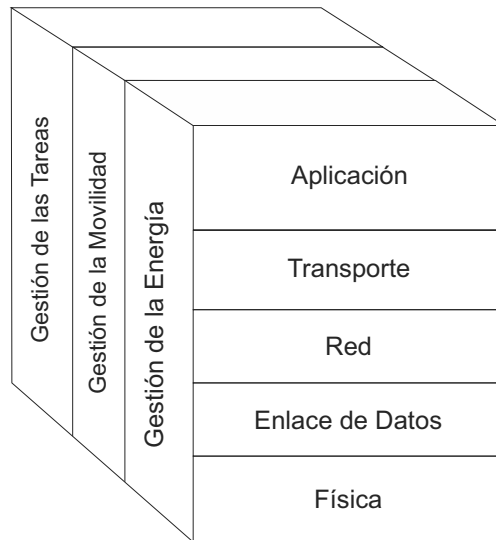 Gestión de las Tareas
Gestión de la Movilidad
Gestión de la Energía
Aplicación
Transporte
Red
Enlace de Datos
Física